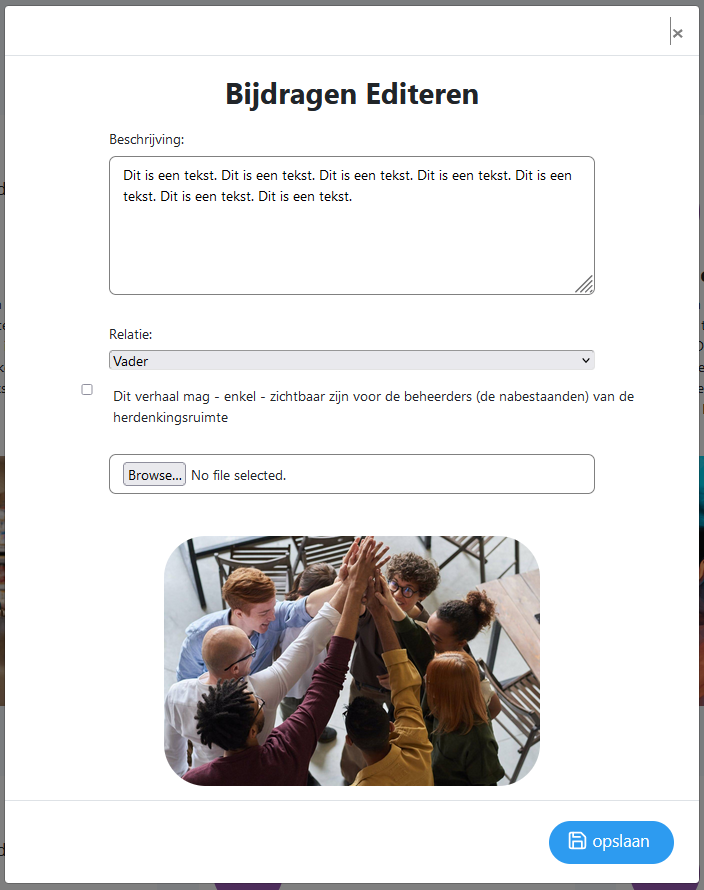 ×
Bijdragen Editeren
Beschrijving:
Dit is een tekst. Dit is een tekst. Dit is een tekst. Dit is een tekst. Dit is een
tekst. Dit is een tekst. Dit is een tekst.
Relatie:
Vader
Dit verhaal mag - enkel - zichtbaar zijn voor de beheerders (de nabestaanden) van de
herdenkingsruimte
Browse... No file selected.
opslaan